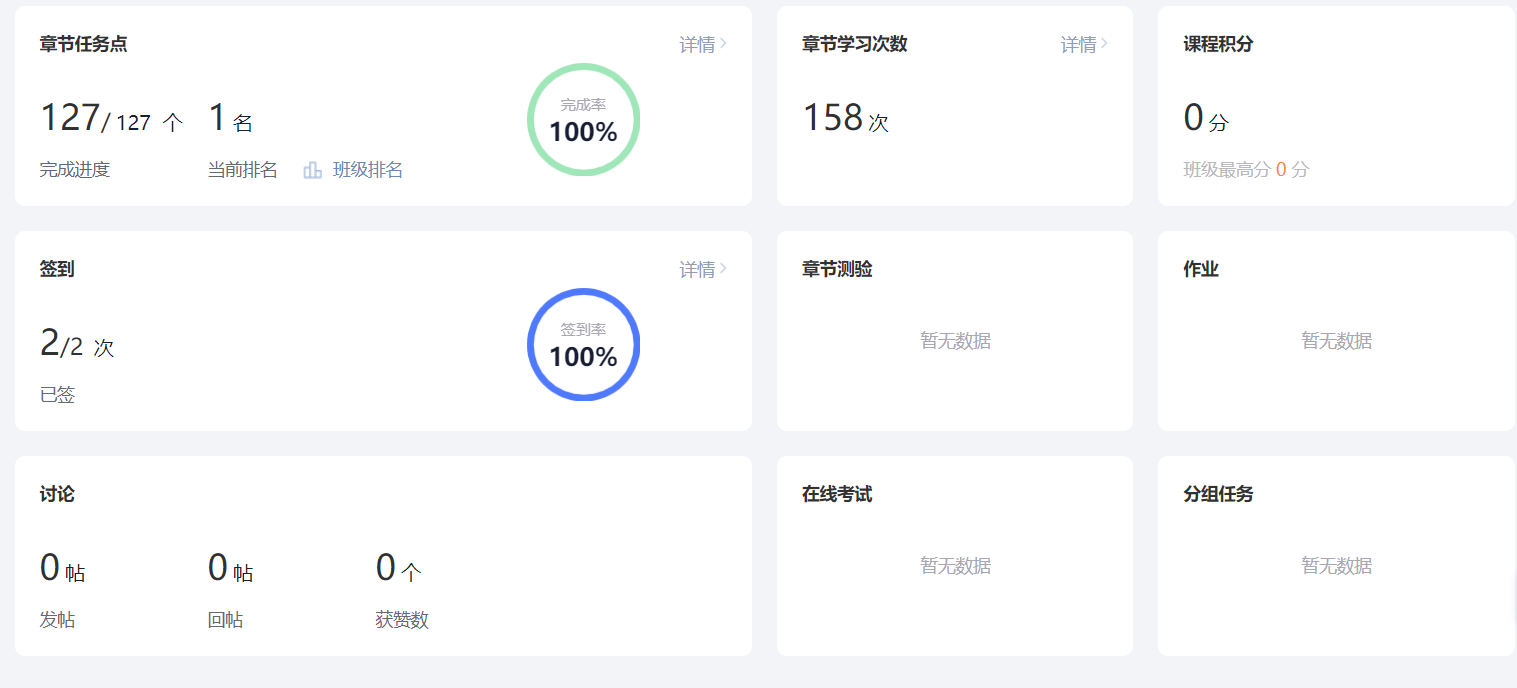 章节任务点
详情
127/ 127 个
1 名
完成率
100%
完成进度
当前排名
班级排名
章节学习次数
详情
158 次
课程积分
0 分
班级最高分 0 分
签到
详情
2/2 次
签到率
100%
已签
章节测验
暂无数据
作业
暂无数据
讨论
0 帖
0 帖
0 个
发帖
回帖
获赞数
在线考试
暂无数据
分组任务
暂无数据